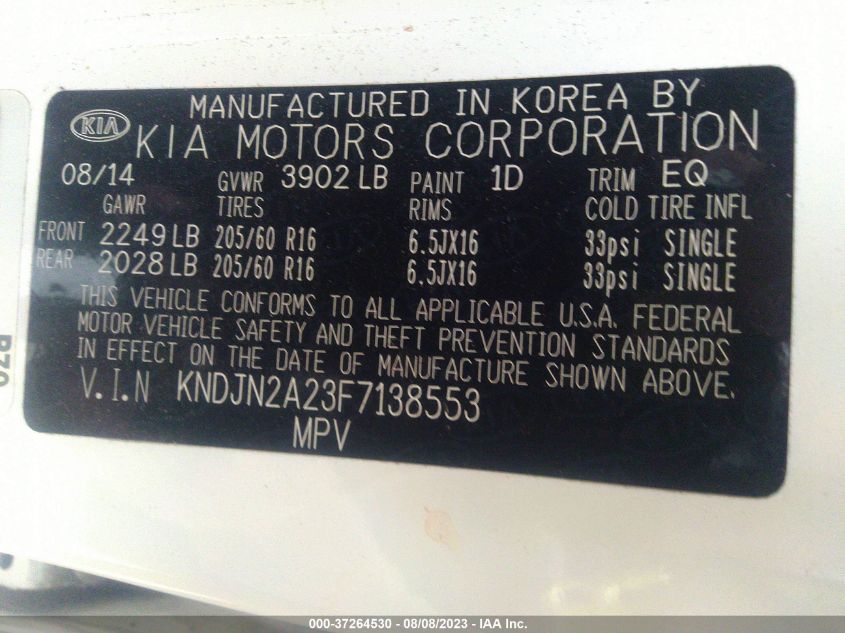 MANUFACTURED IN KOREA BY
KIA KIA MOTORS CORPORATION
08/14 GVWR 3902 LB PAINT 1D TRIM EQ
GAWR TIRES RIMS COLD TIRE INFL
FRONT 2249 LB 205/60 R16 6.5JX16 33psi SINGLE
REAR 2028 LB 205/60 R16 6.5JX16 33psi SINGLE
THIS VEHICLE CONFORMS TO ALL APPLICABLE U.S.A. FEDERAL
MOTOR VEHICLE SAFETY AND THEFT PREVENTION STANDARDS
IN EFFECT ON THE DATE OF MANUFACTURE SHOWN ABOVE.
V.I.N KNDJN2A23F7138553
MPV
000-37264530 - 08/08/2023 - IAA Inc.